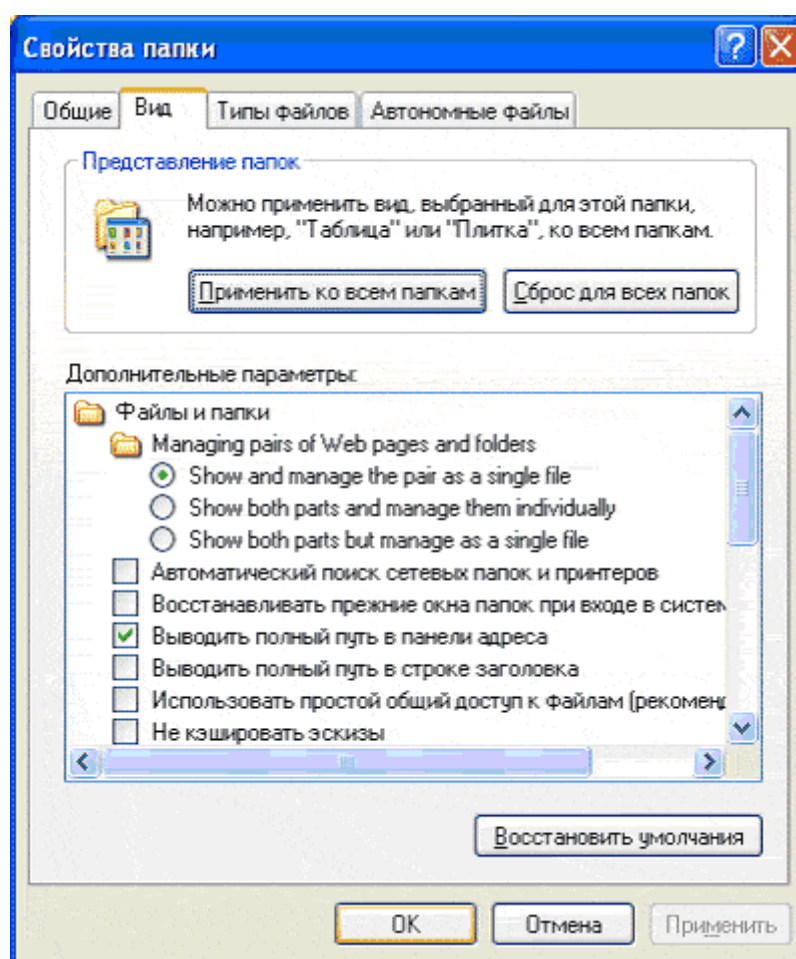 Свойства папки
Общие
Вид
Типы файлов
Автономные файлы
Представление папок
Можно применить вид, выбранный для этой папки,
например, "Таблица" или "Плитка", ко всем папкам.
Применить ко всем папкам
Сброс для всех папок
Дополнительные параметры:
Файлы и папки
Managing pairs of Web pages and folders
Show and manage the pair as a single file
Show both parts and manage them individually
Show both parts but manage as a single file
Автоматический поиск сетевых папок и принтеров
Восстанавливать прежние окна папок при входе в систем
Выводить полный путь в панели адреса
Выводить полный путь в строке заголовка
Использовать простой общий доступ к файлам (рекоменд
Не кэшировать эскизы
Восстановить умолчания
OK
Отмена
Применить